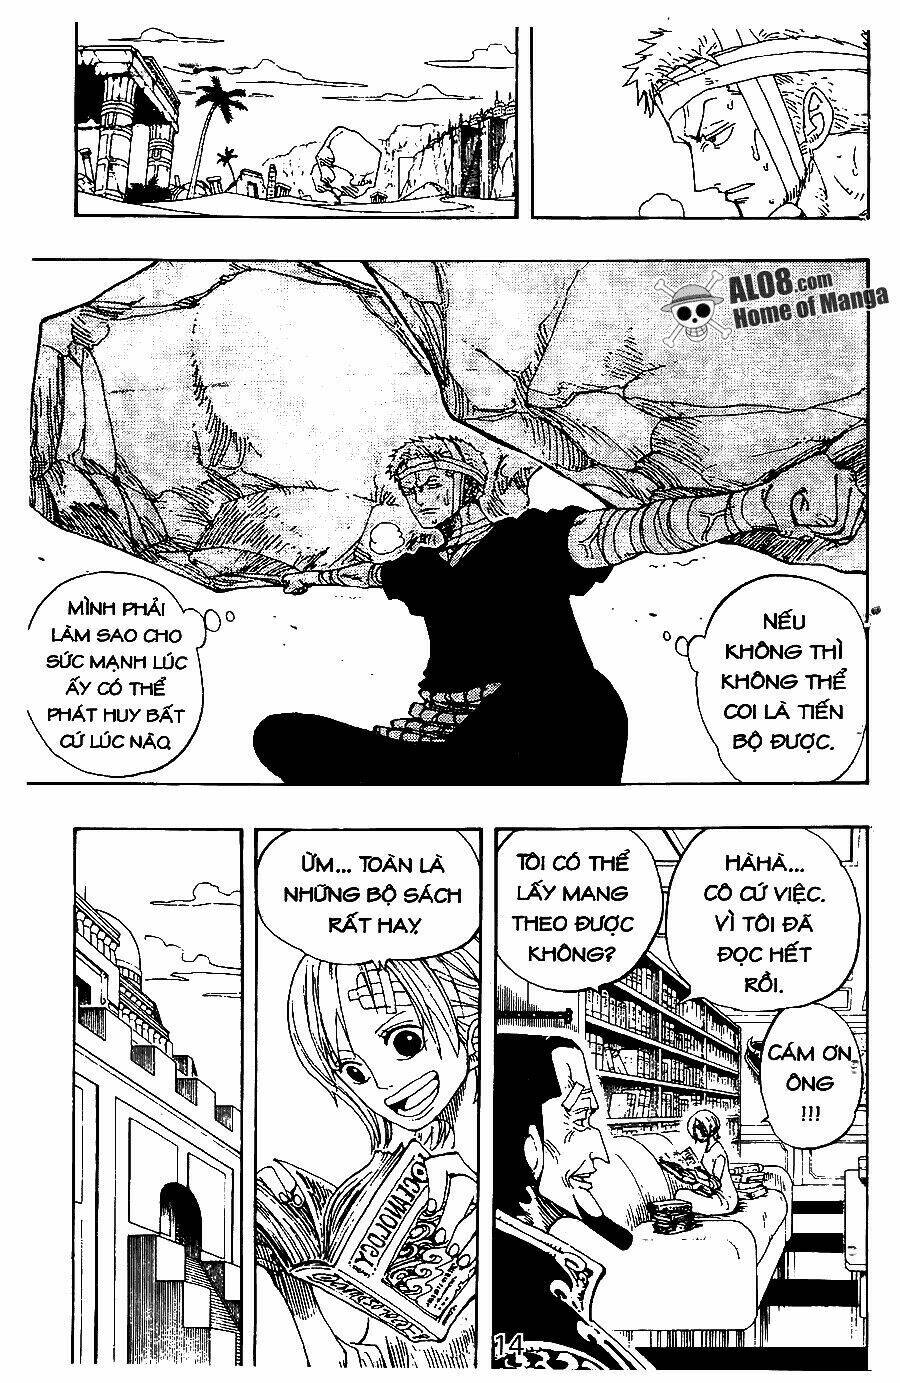 AL08.com
Home of Manga
NẾU
KHÔNG THÌ
KHÔNG THỂ
COI LÀ TIẾN
BỘ ĐƯỢC.
MÌNH PHẢI
LÀM SAO CHO
SỨC MẠNH LÚC
ẤY CÓ THỂ
PHÁT HUY BẤT
CỨ LÚC NÀO.
HÀHÀ...
CÔ CỨ VIỆC.
VÌ TÔI ĐÃ
ĐỌC HẾT
RỒI.
TÔI CÓ THỂ
LẤY MANG
THEO ĐƯỢC
KHÔNG?
CÁM ƠN
ÔNG
!!!
ỪM... TOÀN LÀ
NHỮNG BỘ SÁCH
RẤT HAY.
OCEANOLOGY
14